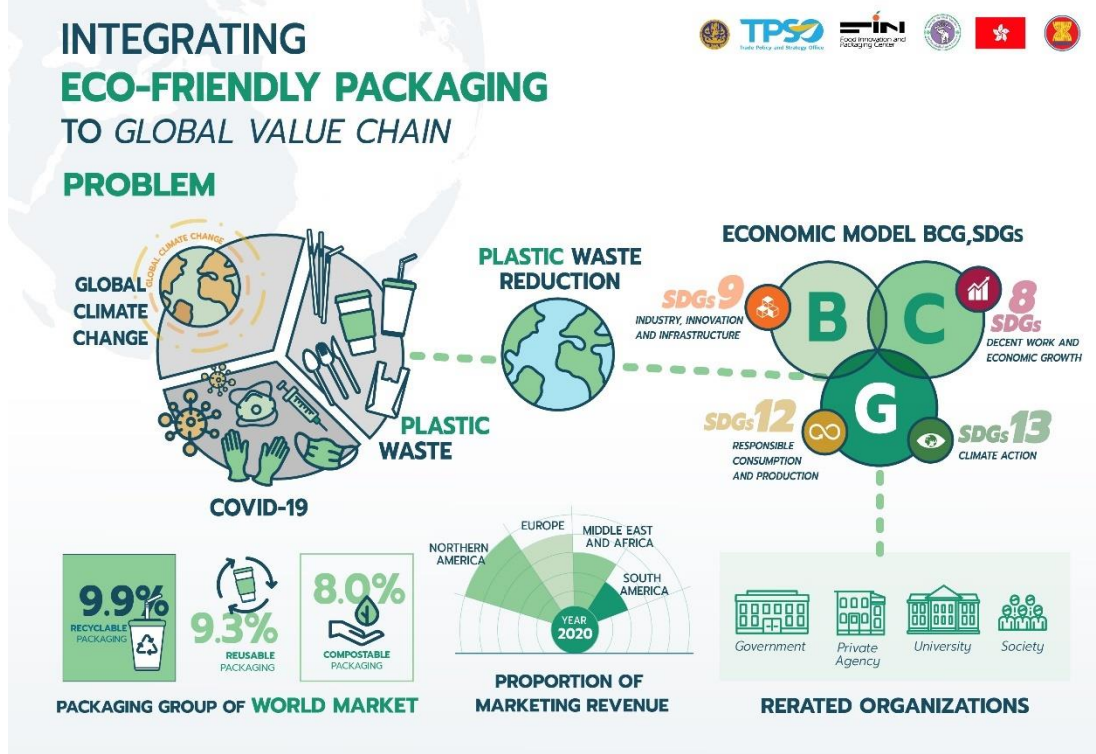 INTEGRATING
ECO-FRIENDLY PACKAGING
TO GLOBAL VALUE CHAIN
TPSO
Trade Policy and Strategy Office
FIN
Food Innovation and
Packaging Center
PROBLEM
GLOBAL CLIMATE CHANGE
GLOBAL
CLIMATE
CHANGE
PLASTIC
WASTE
COVID-19
PLASTIC WASTE
REDUCTION
ECONOMIC MODEL BCG,SDGs
B
C
G
SDGs 9
INDUSTRY, INNOVATION
AND INFRASTRUCTURE
8
SDGs
DECENT WORK AND
ECONOMIC GROWTH
SDGs 12
RESPONSIBLE
CONSUMPTION
AND PRODUCTION
SDGs 13
CLIMATE ACTION
9.9%
RECYCLABLE
PACKAGING
9.3%
REUSABLE
PACKAGING
8.0%
COMPOSTABLE
PACKAGING
PACKAGING GROUP OF WORLD MARKET
NORTHERN
AMERICA
EUROPE
MIDDLE EAST
AND AFRICA
SOUTH
AMERICA
YEAR
2020
PROPORTION OF
MARKETING REVENUE
Government
Private
Agency
University
Society
RERATED ORGANIZATIONS